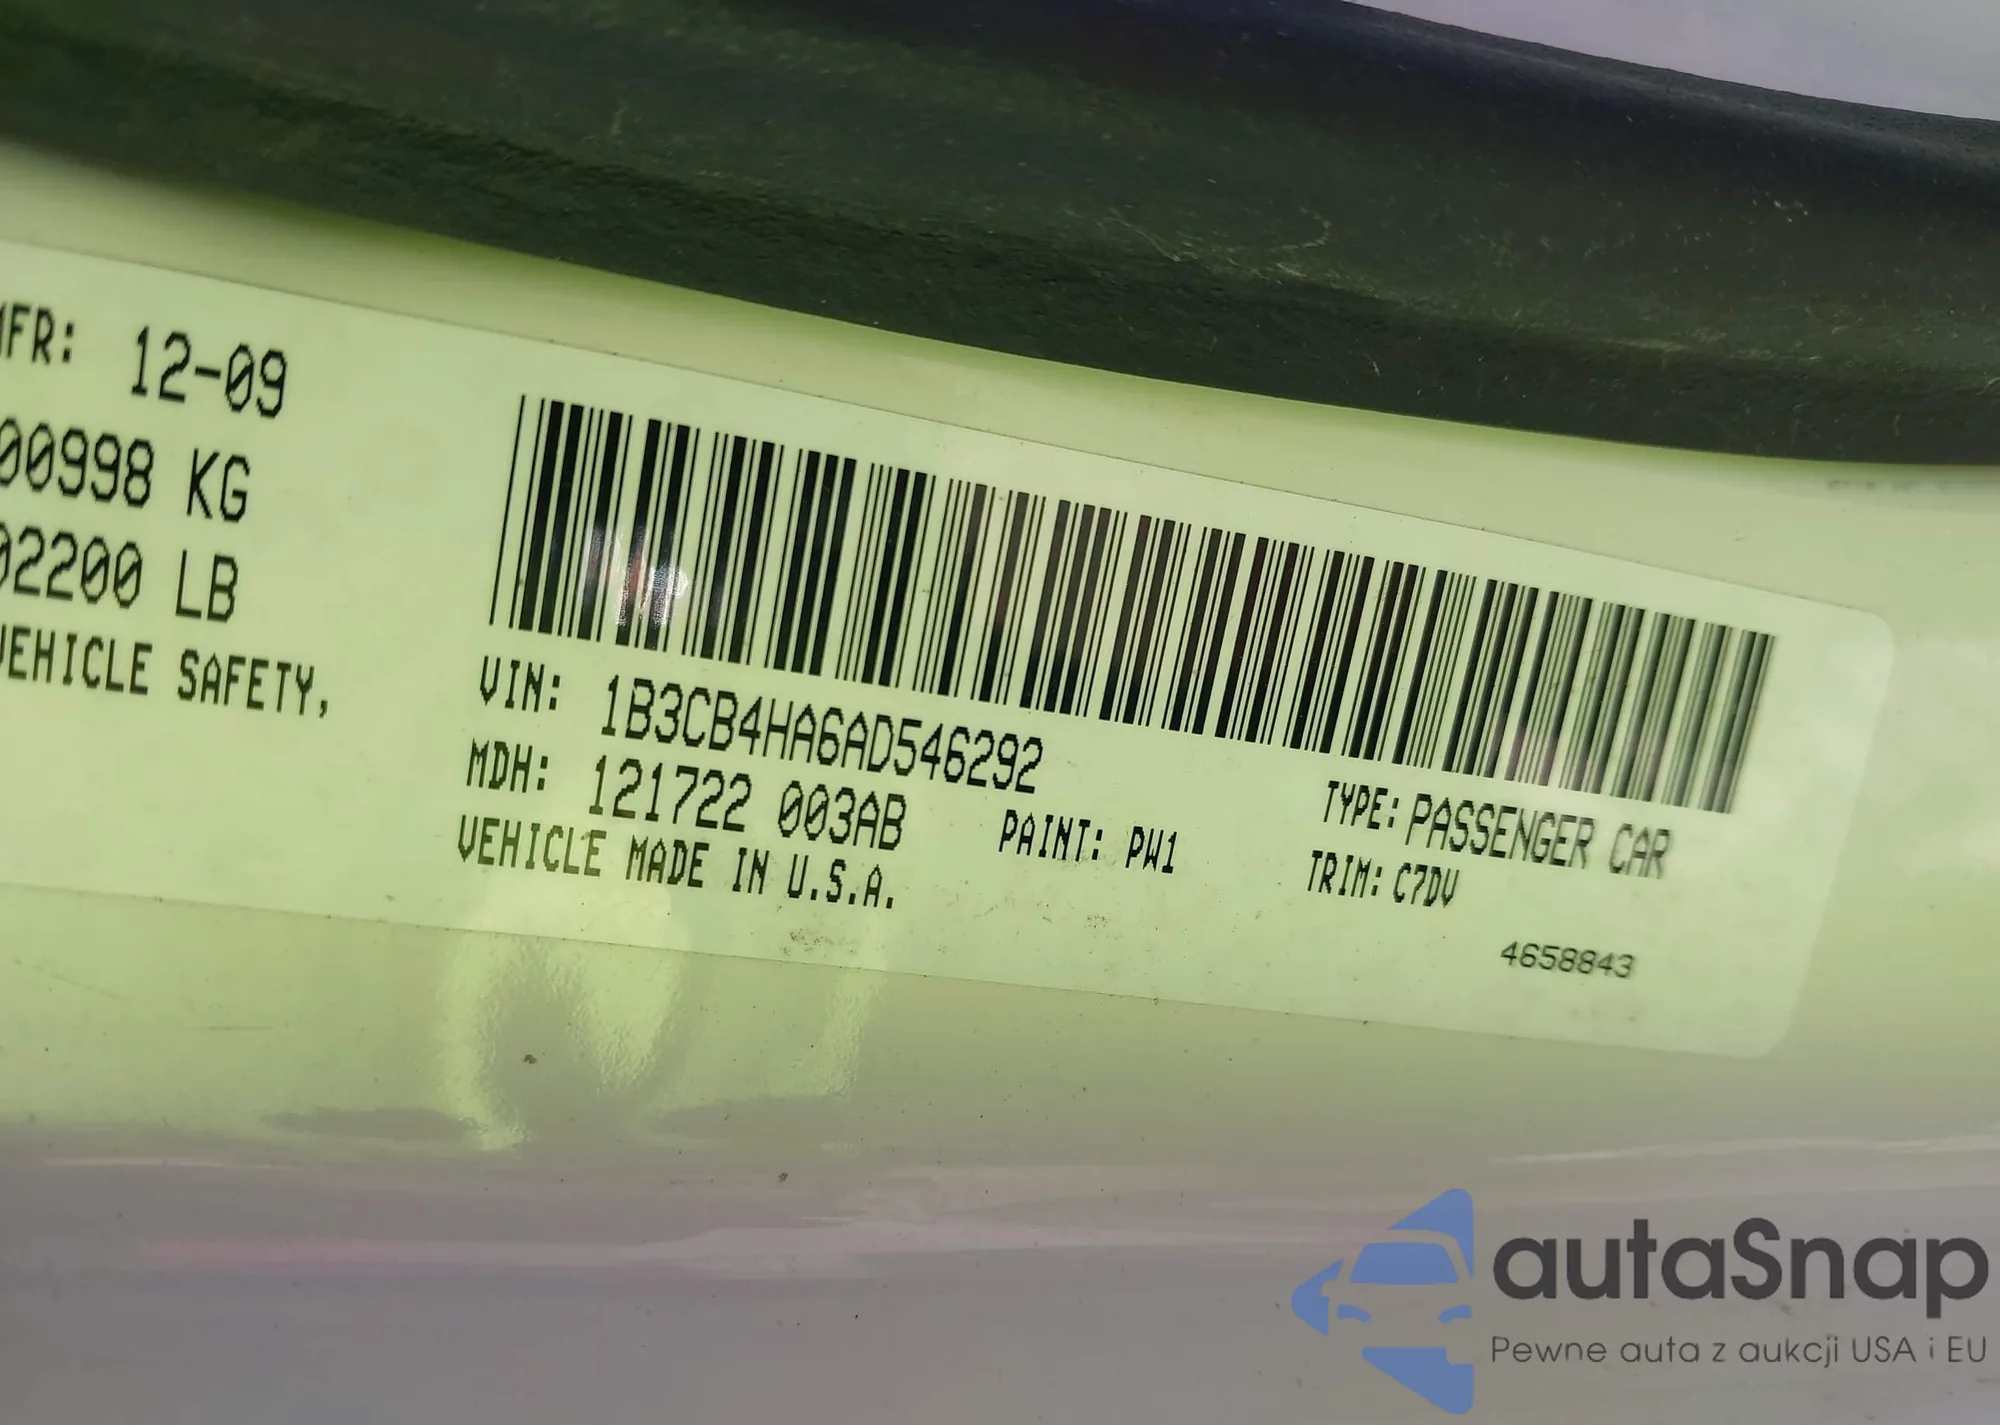 MFR: 12-09
00998 KG
02200 LB
VEHICLE SAFETY,
VIN: 1B3CB4HA6AD546292
MDH: 121722 003AB
VEHICLE MADE IN U.S.A.
PAINT: PW1
TYPE: PASSENGER CAR
TRIM: C7DV
4658843
autaSnap
Pewne auta z aukcji USA i EU